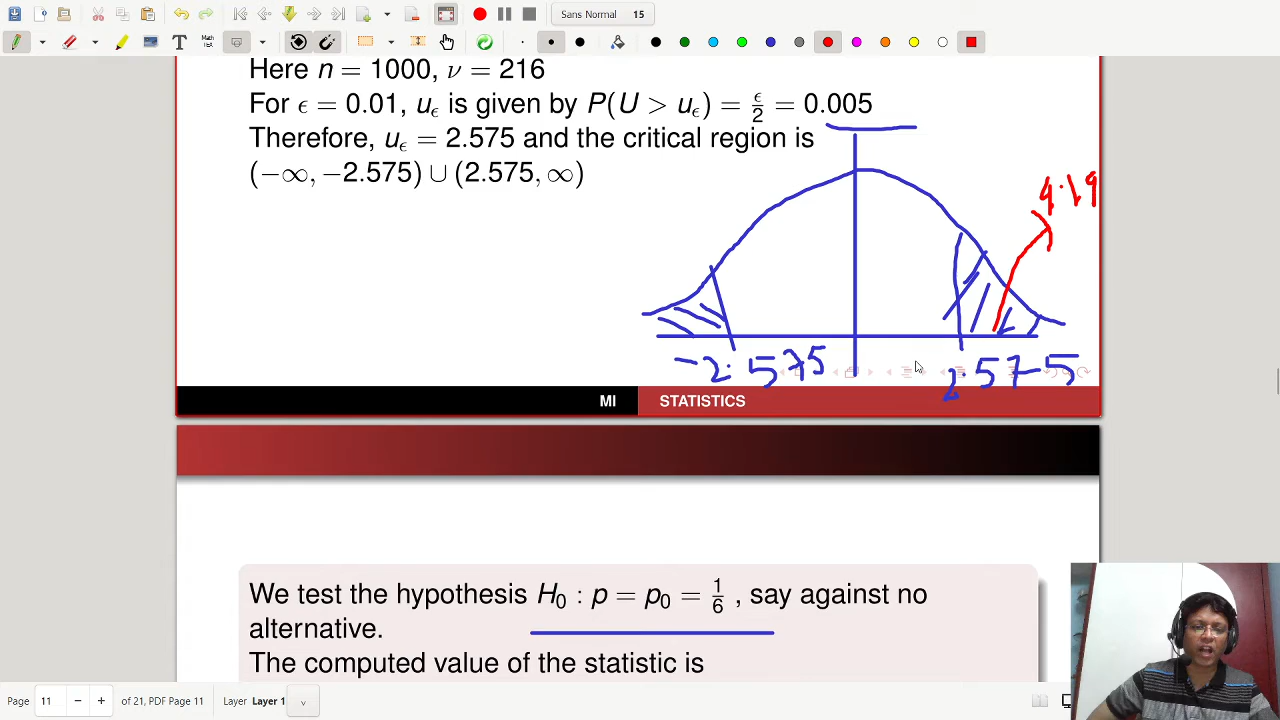 Sans Normal 15
Here n = 1000, ν = 216
For ϵ = 0.01, uϵ is given by P(U > uϵ) = ϵ/2 = 0.005
Therefore, uϵ = 2.575 and the critical region is
(−∞, −2.575) ∪ (2.575, ∞)
4.19
-2.575
2.575
MI STATISTICS
We test the hypothesis H₀ : p = p₀ = 1/6 , say against no
alternative.
The computed value of the statistic is
Page 11 of 21, PDF Page 11 Layer Layer 1